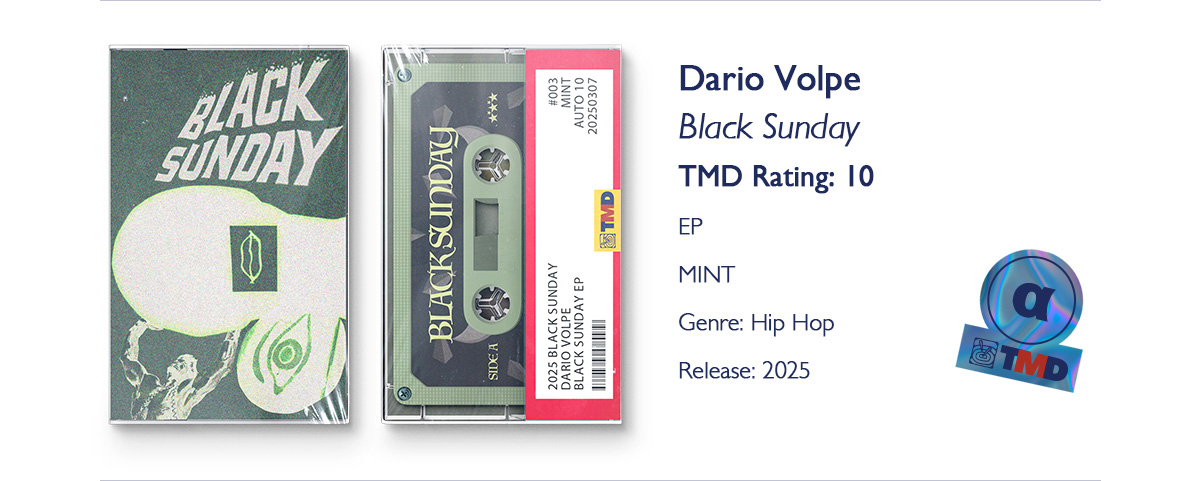 BLACK
SUNDAY
BLACK SUNDAY
SIDE A
#003
MINT
AUTO 10
20250307
TMD
2025 BLACK SUNDAY
DARIO VOLPE
BLACK SUNDAY EP
Dario Volpe
Black Sunday
TMD Rating: 10
EP
MINT
Genre: Hip Hop
Release: 2025
α
TMD